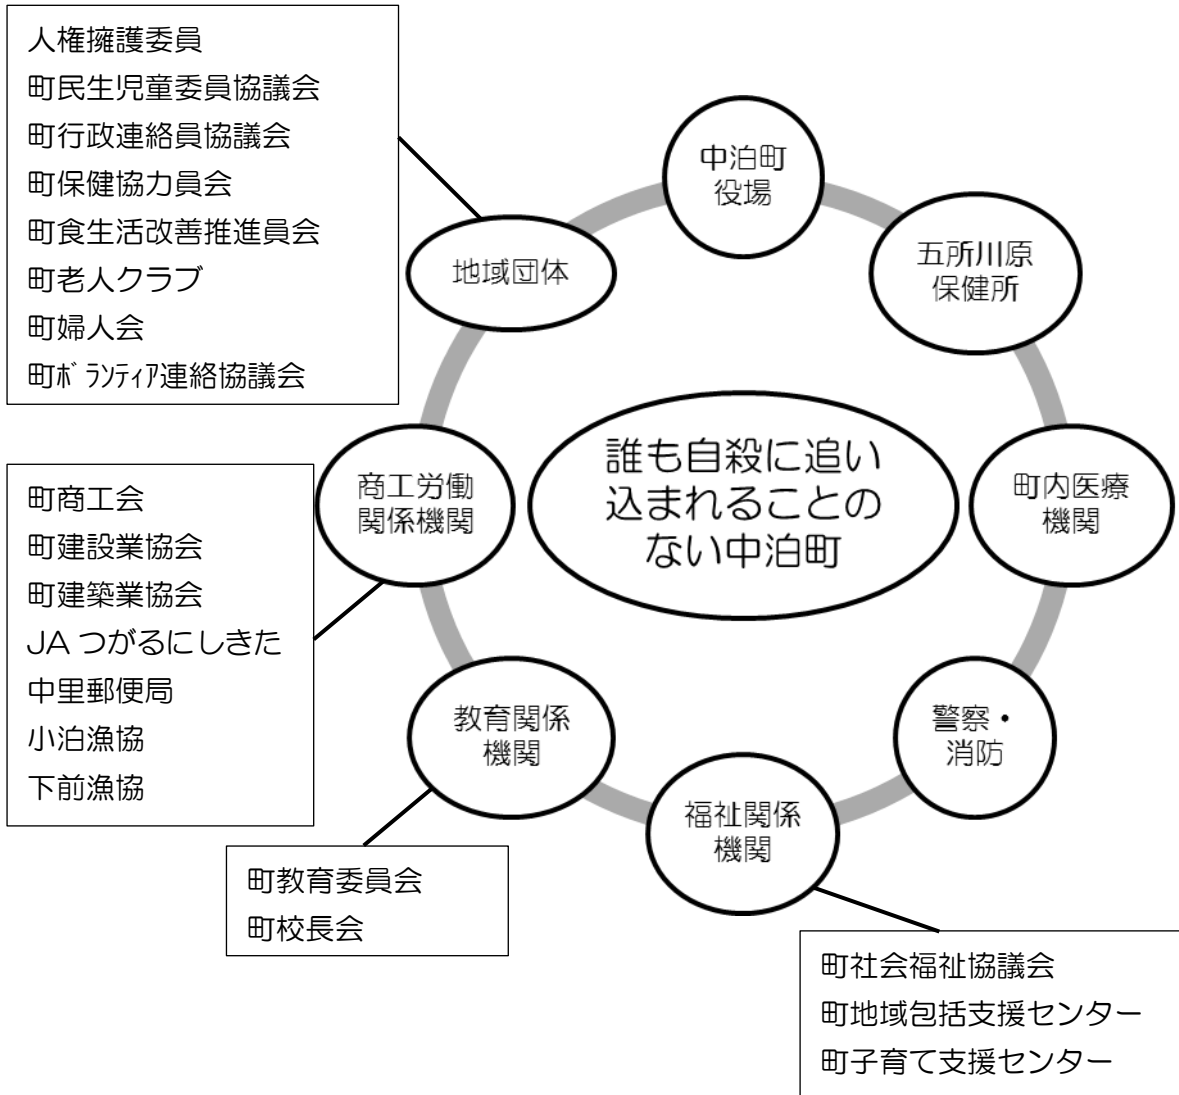 人権擁護委員
町民生児童委員協議会
町行政連絡員協議会
町保健協力員会
町食生活改善推進員会
町老人クラブ
町婦人会
町ﾎﾞﾗﾝﾃｨｱ連絡協議会
中泊町
役場
五所川原
保健所
地域団体
町内医療
機関
誰も自殺に追い
込まれることの
ない中泊町
商工労働
関係機関
町商工会
町建設業協会
町建築業協会
JA つがるにしきた
中里郵便局
小泊漁協
下前漁協
教育関係
機関
警察・
消防
福祉関係
機関
町教育委員会
町校長会
町社会福祉協議会
町地域包括支援センター
町子育て支援センター